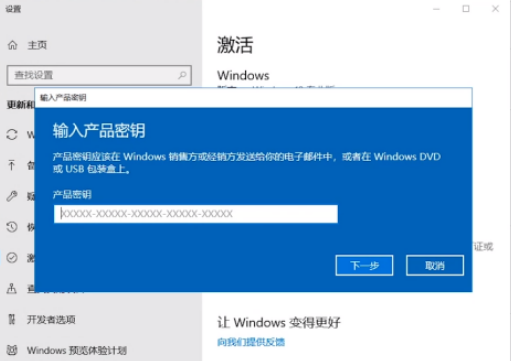 设置
主页
激活
查找设置
Windows
更新和
输入产品密钥
W
输入产品密钥
产品密钥应该在 Windows 销售方或经销方发送给你的电子邮件中，或者在 Windows DVD
或 USB 包装盒上。
产品密钥
XXXXX-XXXXX-XXXXX-XXXXX-XXXXX
证或
下一步
取消
开发者选项
让 Windows 变得更好
向我们提供反馈
Windows 预览体验计划